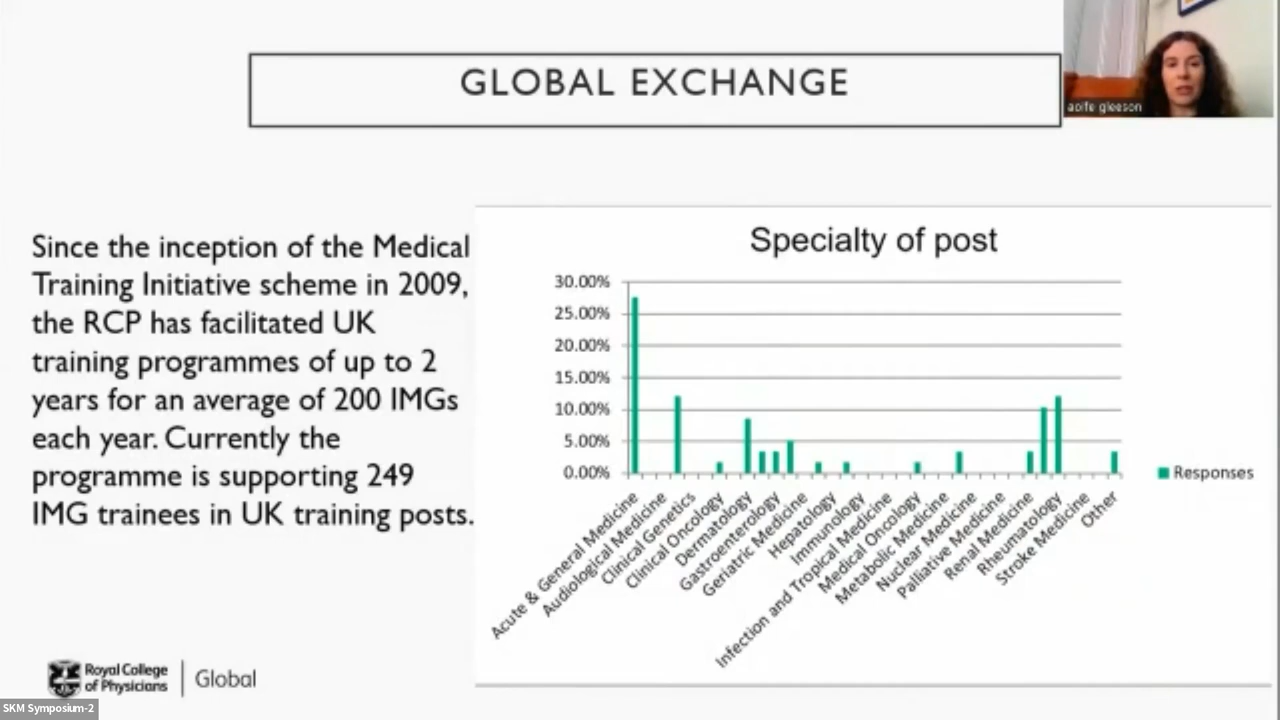 GLOBAL EXCHANGE
aoife gleeson
Since the inception of the Medical
Training Initiative scheme in 2009,
the RCP has facilitated UK
training programmes of up to 2
years for an average of 200 IMGs
each year. Currently the
programme is supporting 249
IMG trainees in UK training posts.
Specialty of post
30.00%
25.00%
20.00%
15.00%
10.00%
5.00%
0.00%
Acute & General Medicine
Audiological Medicine
Clinical Genetics
Clinical Oncology
Dermatology
Gastroenterology
Geriatric Medicine
Hepatology
Immunology
Infection and Tropical Medicine
Medical Oncology
Metabolic Medicine
Nuclear Medicine
Palliative Medicine
Renal Medicine
Rheumatology
Stroke Medicine
Other
Responses
Royal College
of Physicians
Global
SKM Symposium-2